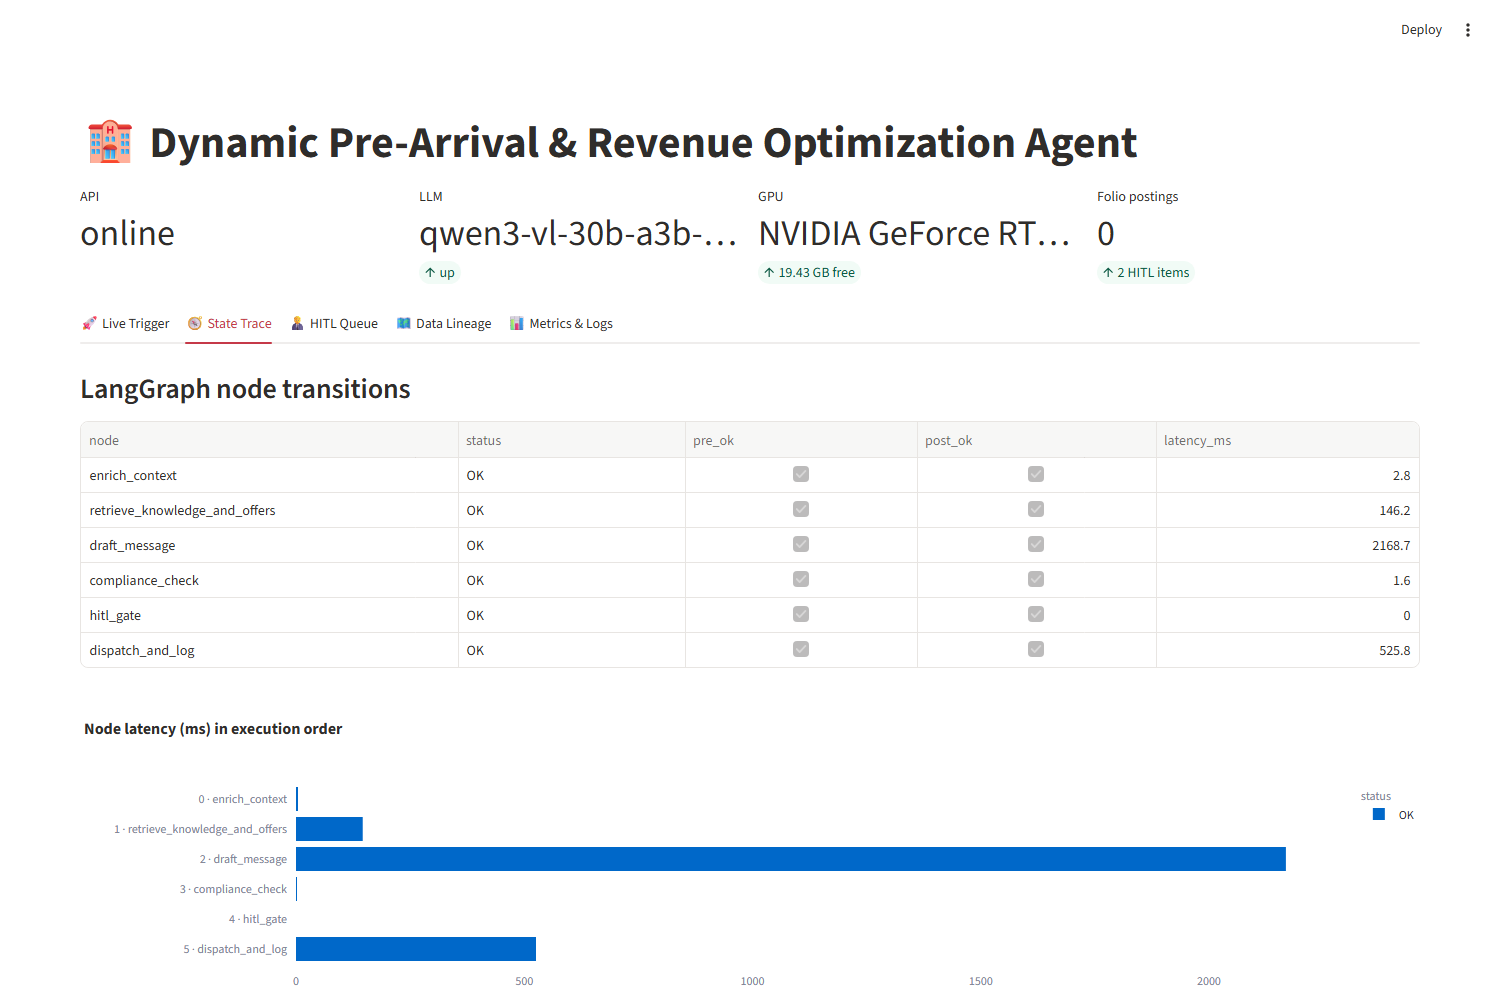 Deploy
Dynamic Pre-Arrival & Revenue Optimization Agent
API LLM GPU Folio postings
online qwen3-vl-30b-a3b-… NVIDIA GeForce RT… 0
↑ up ↑ 19.43 GB free ↑ 2 HITL items
Live Trigger State Trace HITL Queue Data Lineage Metrics & Logs
LangGraph node transitions
node status pre_ok post_ok latency_ms
enrich_context OK 2.8
retrieve_knowledge_and_offers OK 146.2
draft_message OK 2168.7
compliance_check OK 1.6
hitl_gate OK 0
dispatch_and_log OK 525.8
Node latency (ms) in execution order
status
OK
0 · enrich_context
1 · retrieve_knowledge_and_offers
2 · draft_message
3 · compliance_check
4 · hitl_gate
5 · dispatch_and_log
0 500 1000 1500 2000